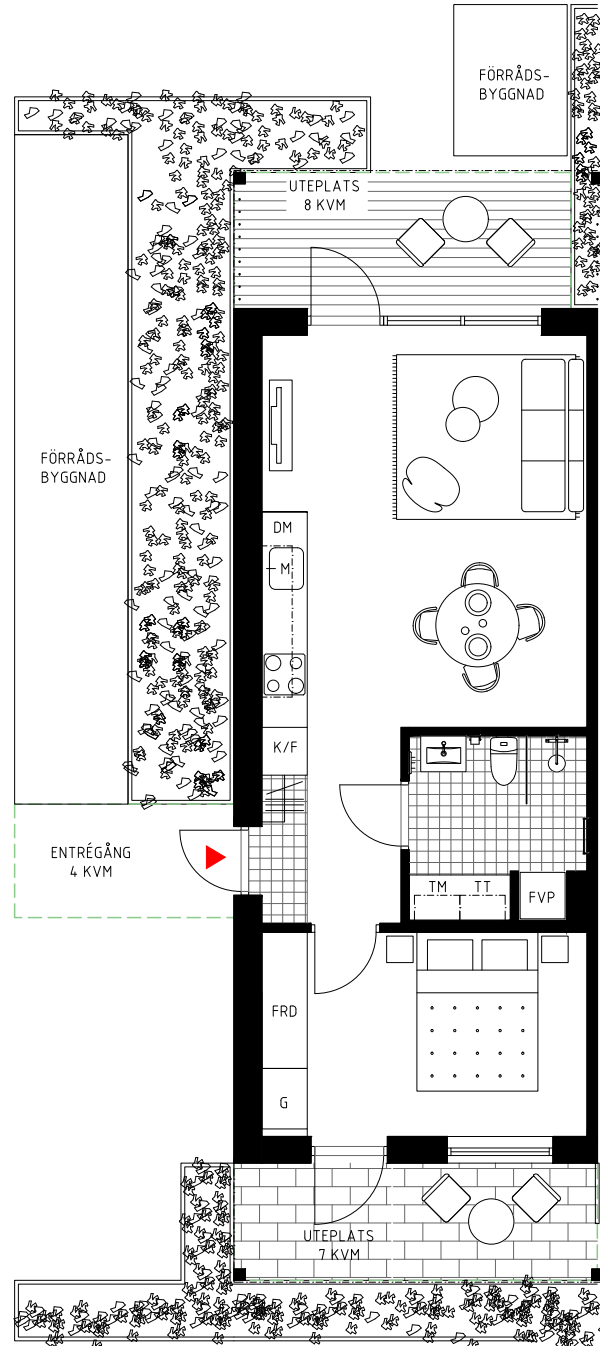 FÖRRÅDS-
BYGGNAD
UTEPLATS
8 KVM
FÖRRÅDS-
BYGGNAD
DM
M
K/F
ENTRÉGÅNG
4 KVM
TM
TT
FVP
FRD
G
UTEPLATS
7 KVM